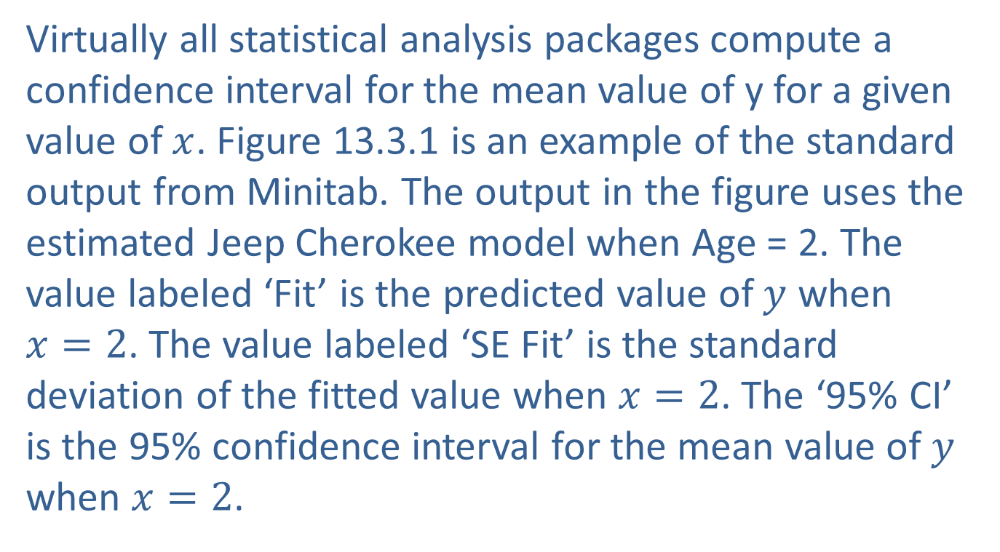 Virtually all statistical analysis packages compute a
confidence interval for the mean value of y for a given
value of x. Figure 13.3.1 is an example of the standard
output from Minitab. The output in the figure uses the
estimated Jeep Cherokee model when Age = 2. The
value labeled ‘Fit’ is the predicted value of y when
x = 2. The value labeled ‘SE Fit’ is the standard
deviation of the fitted value when x = 2. The ‘95% CI’
is the 95% confidence interval for the mean value of y
when x = 2.